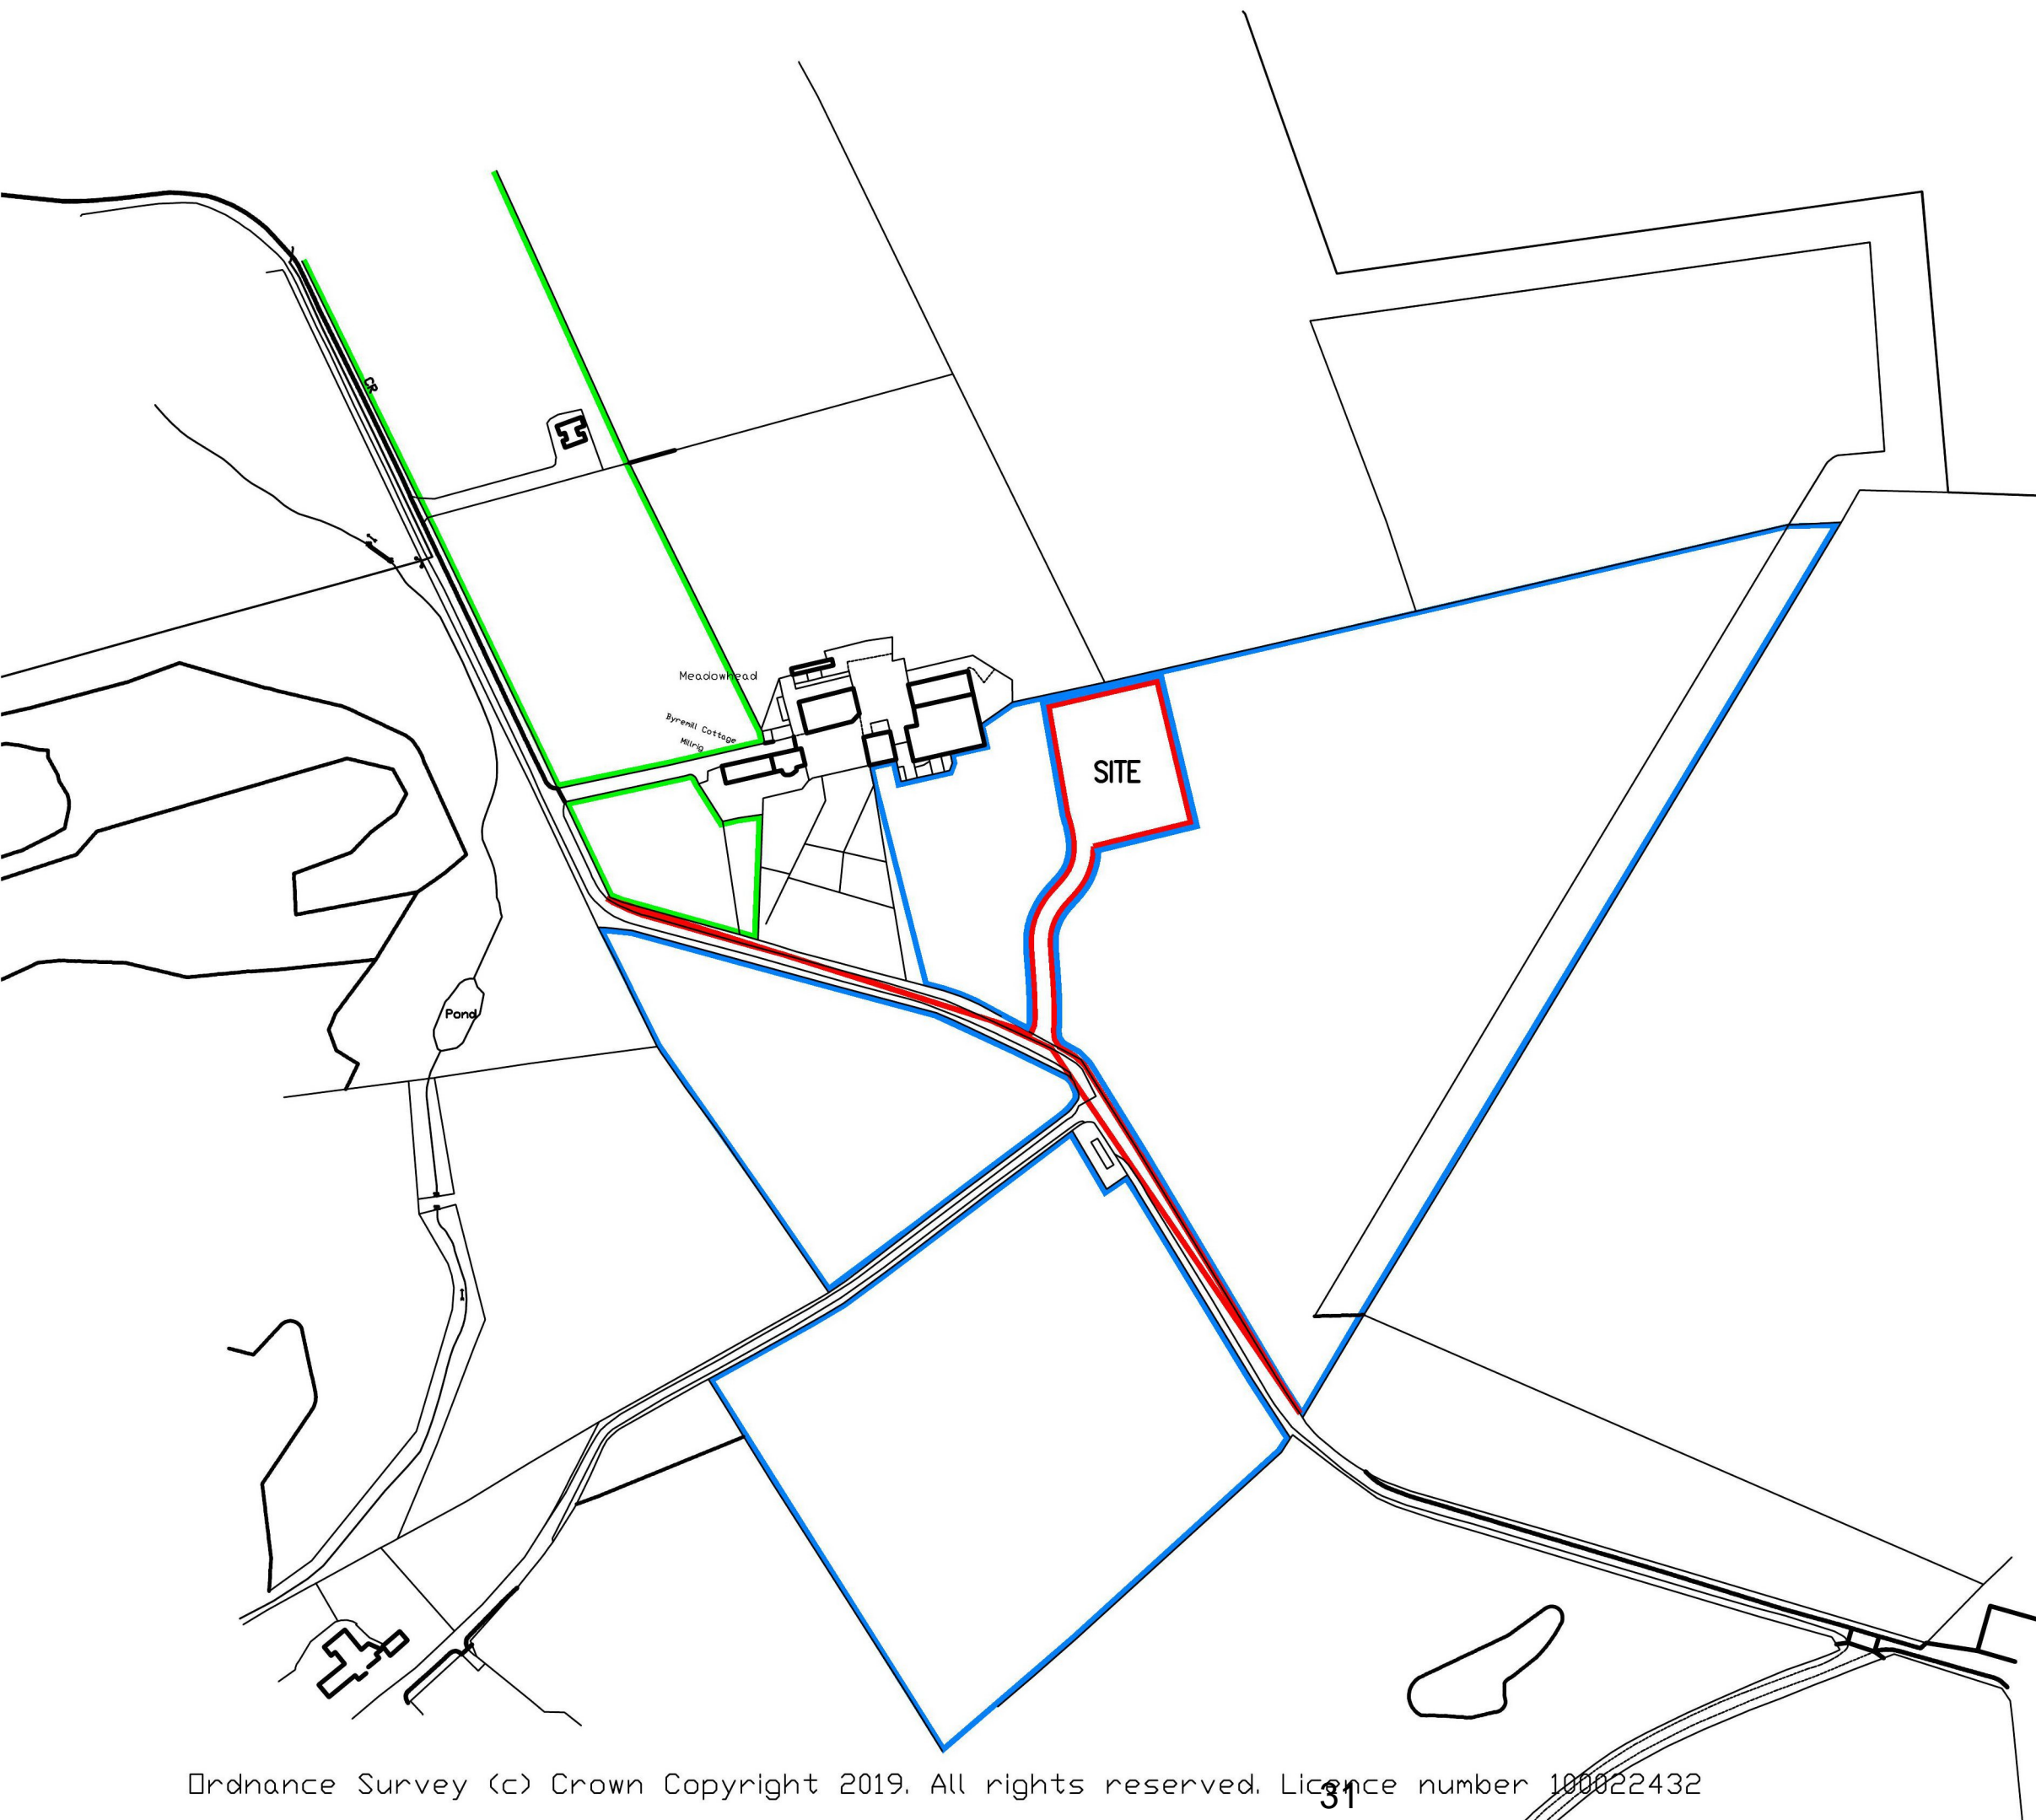 CR
Meadowhead
Byremill Cottage
Millrig
SITE
Pond
Ordnance Survey (c) Crown Copyright 2019. All rights reserved. Licence number 100022432
31